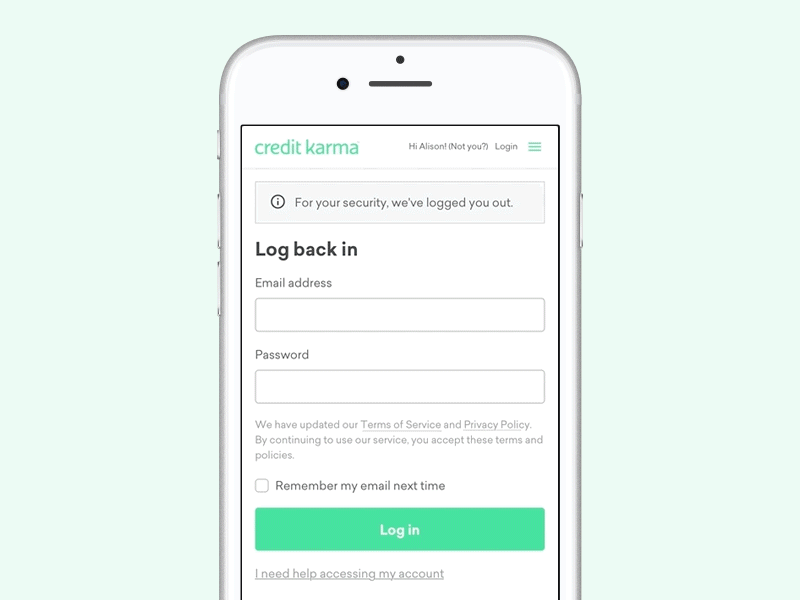 credit karma
Hi Alison! (Not you?) Login
For your security, we've logged you out.
Log back in
Email address
Password
We have updated our Terms of Service and Privacy Policy.
By continuing to use our service, you accept these terms and
policies.
Remember my email next time
Log in
I need help accessing my account